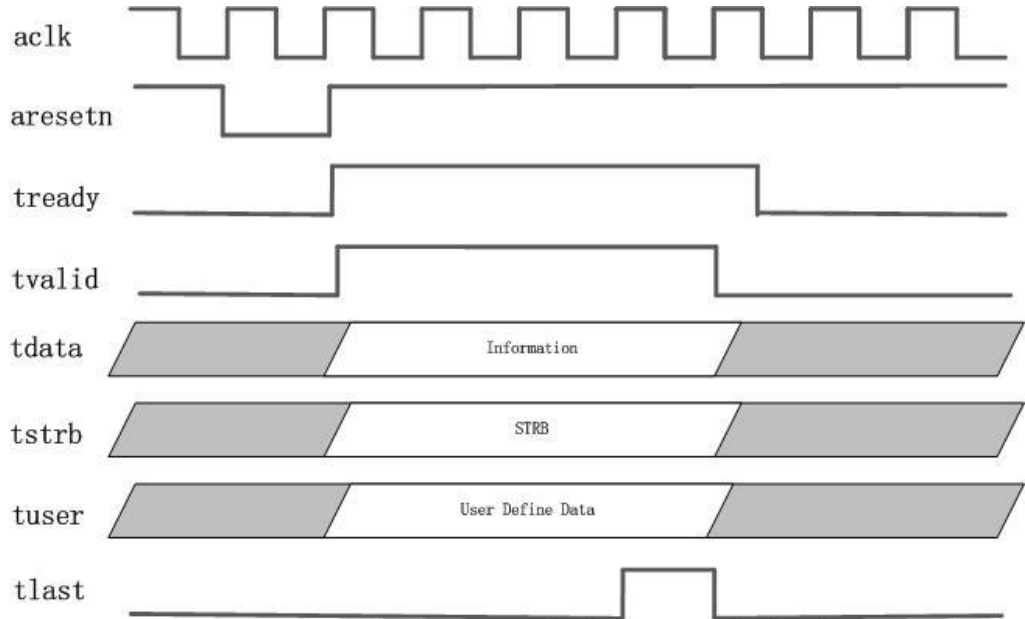 aclk
aresetn
tready
tvalid
tdata
Information
tstrb
STRB
tuser
User Define Data
tlast